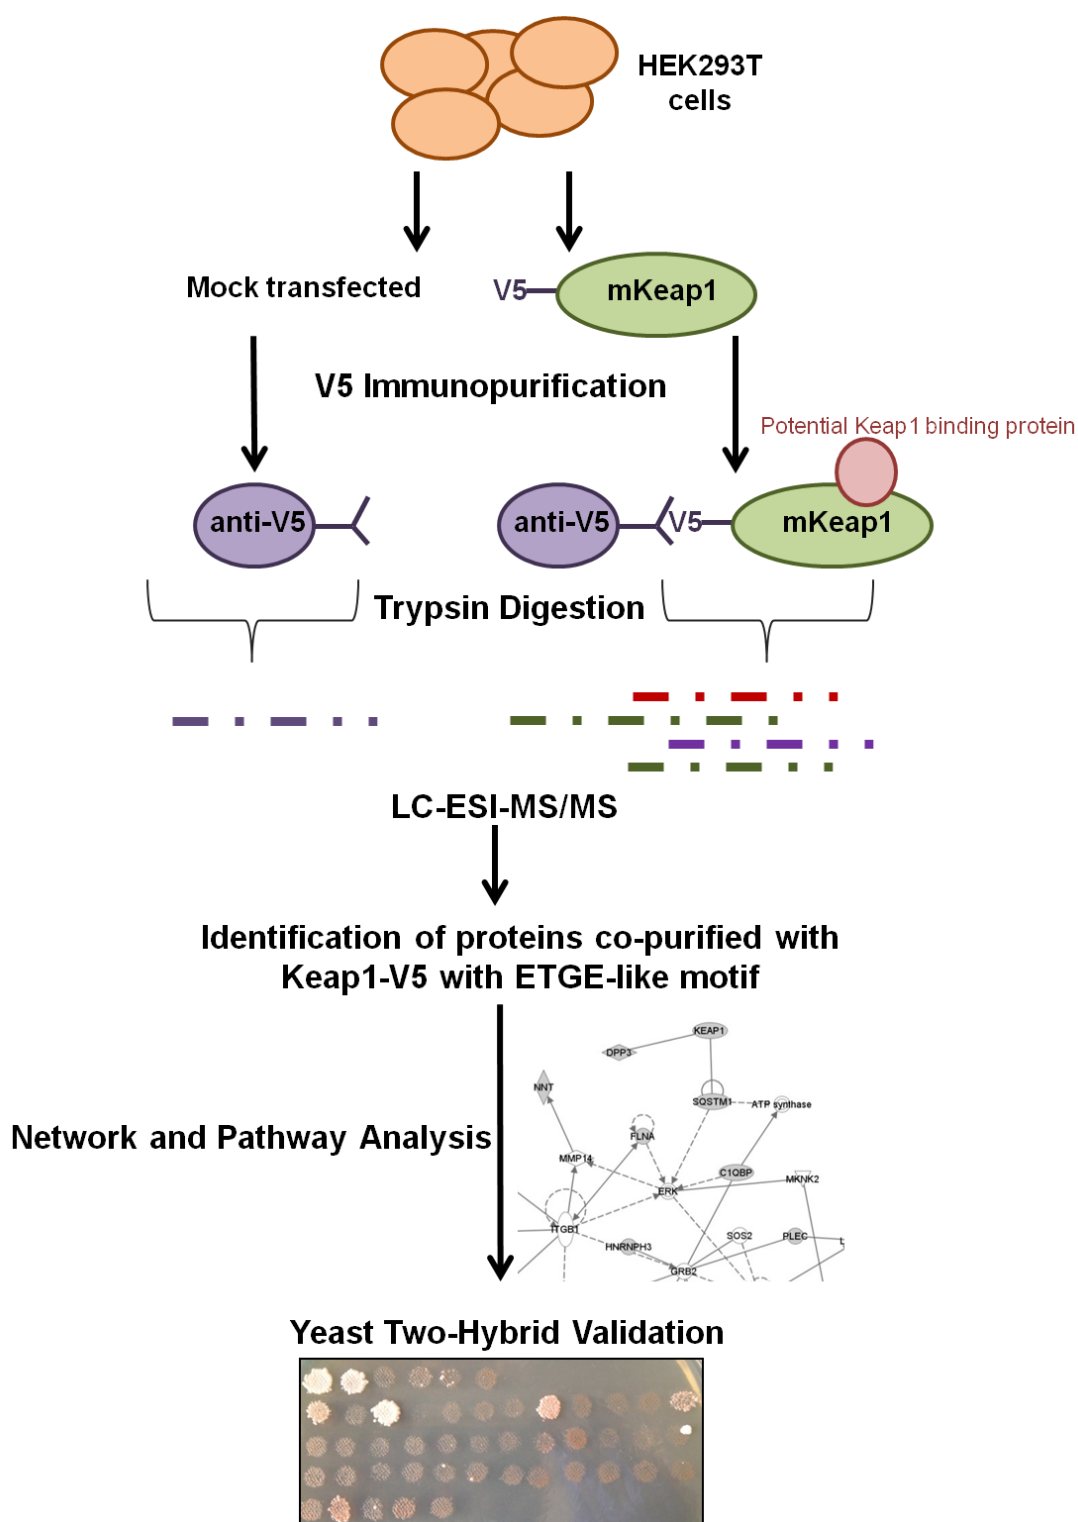 HEK293T
cells
Mock transfected
V5
mKeap1
V5 Immunopurification
Potential Keap1 binding protein
anti-V5
anti-V5
V5
mKeap1
Trypsin Digestion
LC-ESI-MS/MS
Identification of proteins co-purified with
Keap1-V5 with ETGE-like motif
Network and Pathway Analysis
KEAP1
DPP3
NNT
SQSTM1
ATP synthase
FLNA
MMP14
C1QBP
MKNK2
ERK
ITGB1
SOS2
PLEC
HNRNPH3
GRB2
Yeast Two-Hybrid Validation